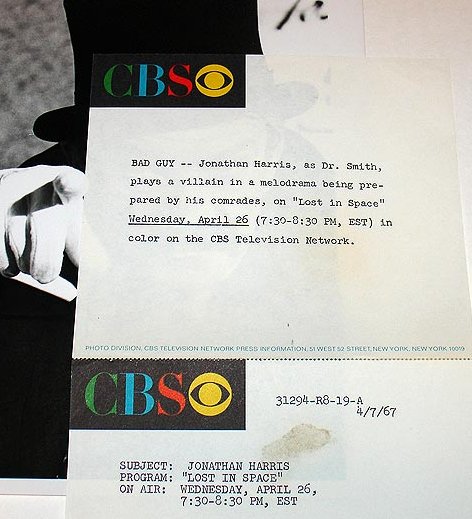 CBS
BAD GUY -- Jonathan Harris, as Dr. Smith,
plays a villain in a melodrama being pre-
pared by his comrades, on "Lost in Space"
Wednesday, April 26 (7:30-8:30 PM, EST) in
color on the CBS Television Network.
PHOTO DIVISION, CBS TELEVISION NETWORK PRESS INFORMATION, 51 WEST 52 STREET, NEW YORK, NEW YORK 10019
CBS
31294-R8-19-A
4/7/67
SUBJECT: JONATHAN HARRIS
PROGRAM: "LOST IN SPACE"
ON AIR: WEDNESDAY, APRIL 26,
7:30-8:30 PM, EST